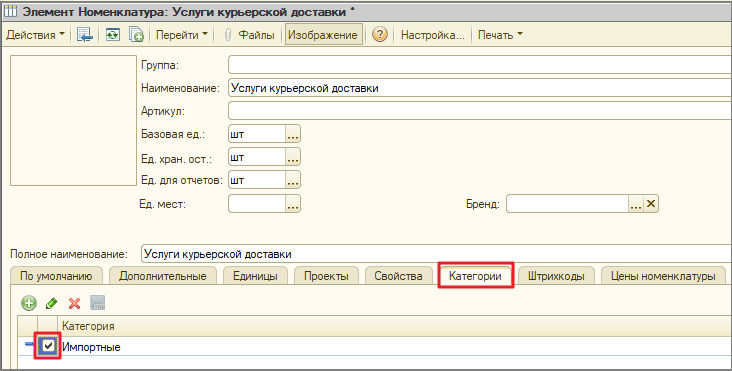 Элемент Номенклатура: Услуги курьерской доставки *
Действия Перейти Файлы Изображение ? Настройка... Печать
Группа:
Наименование: Услуги курьерской доставки
Артикул:
Базовая ед.: шт ...
Ед. хран. ост.: шт ...
Ед. для отчетов: шт ...
Ед. мест: ... Бренд: ... x
Полное наименование: Услуги курьерской доставки
По умолчанию Дополнительные Единицы Проекты Свойства Категории Штрихкоды Цены номенклатуры
Категория
Импортные